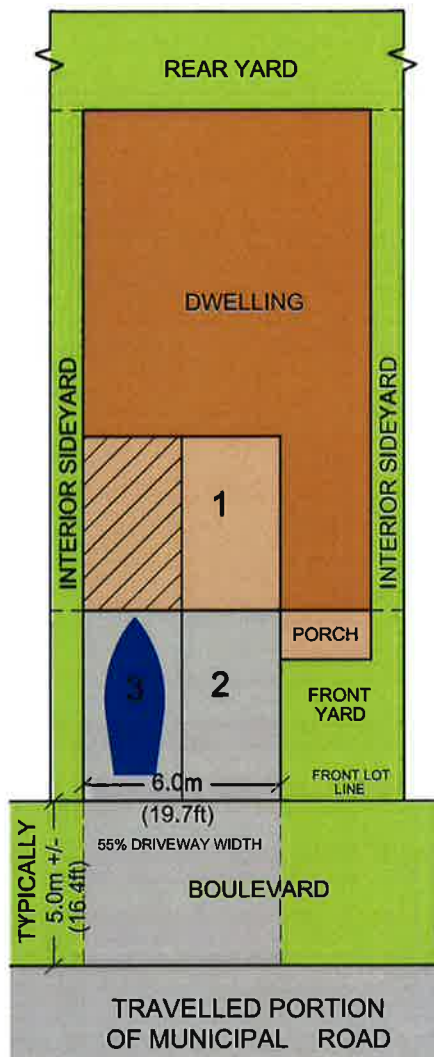 REAR YARD
DWELLING
INTERIOR SIDEYARD
INTERIOR SIDEYARD
1
PORCH
3
2
FRONT
YARD
6.0m
(19.7ft)
FRONT LOT
LINE
55% DRIVEWAY WIDTH
TYPICALLY
5.0m +/-
(16.4ft)
BOULEVARD
TRAVELLED PORTION
OF MUNICIPAL ROAD